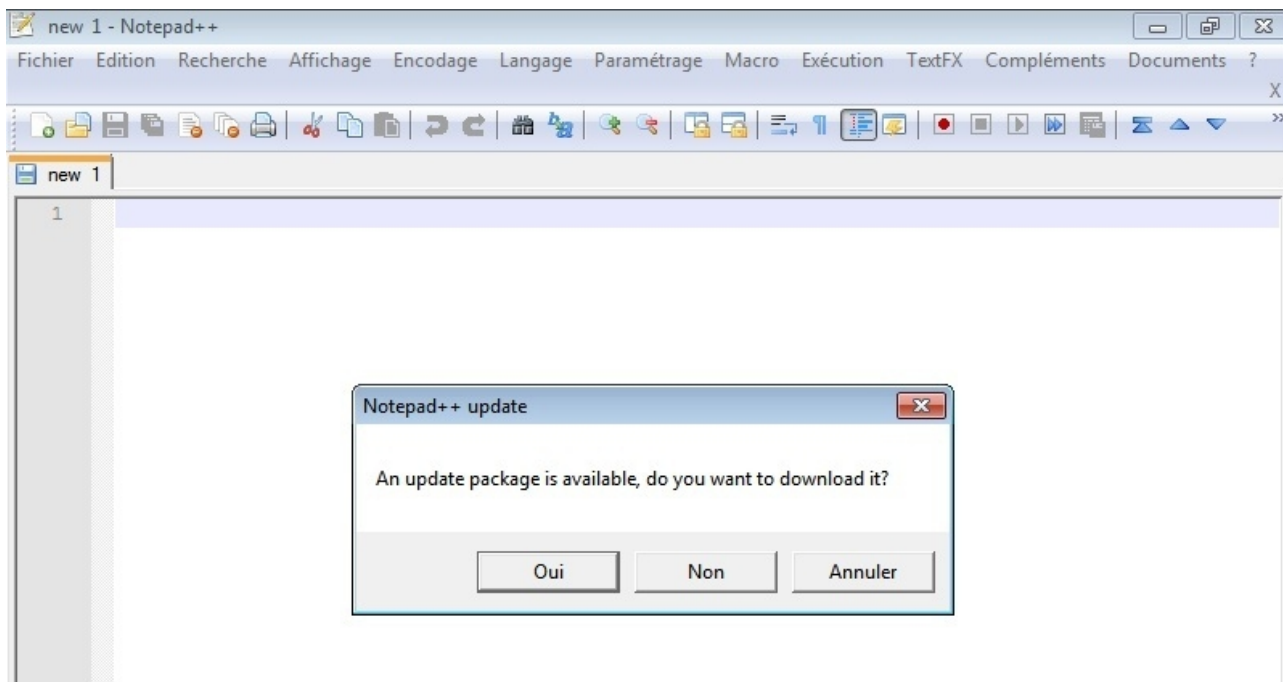 new 1 - Notepad++
Fichier Edition Recherche Affichage Encodage Langage Paramétrage Macro Exécution TextFX Compléments Documents ?
X
new 1
1
Notepad++ update
An update package is available, do you want to download it?
Oui Non Annuler